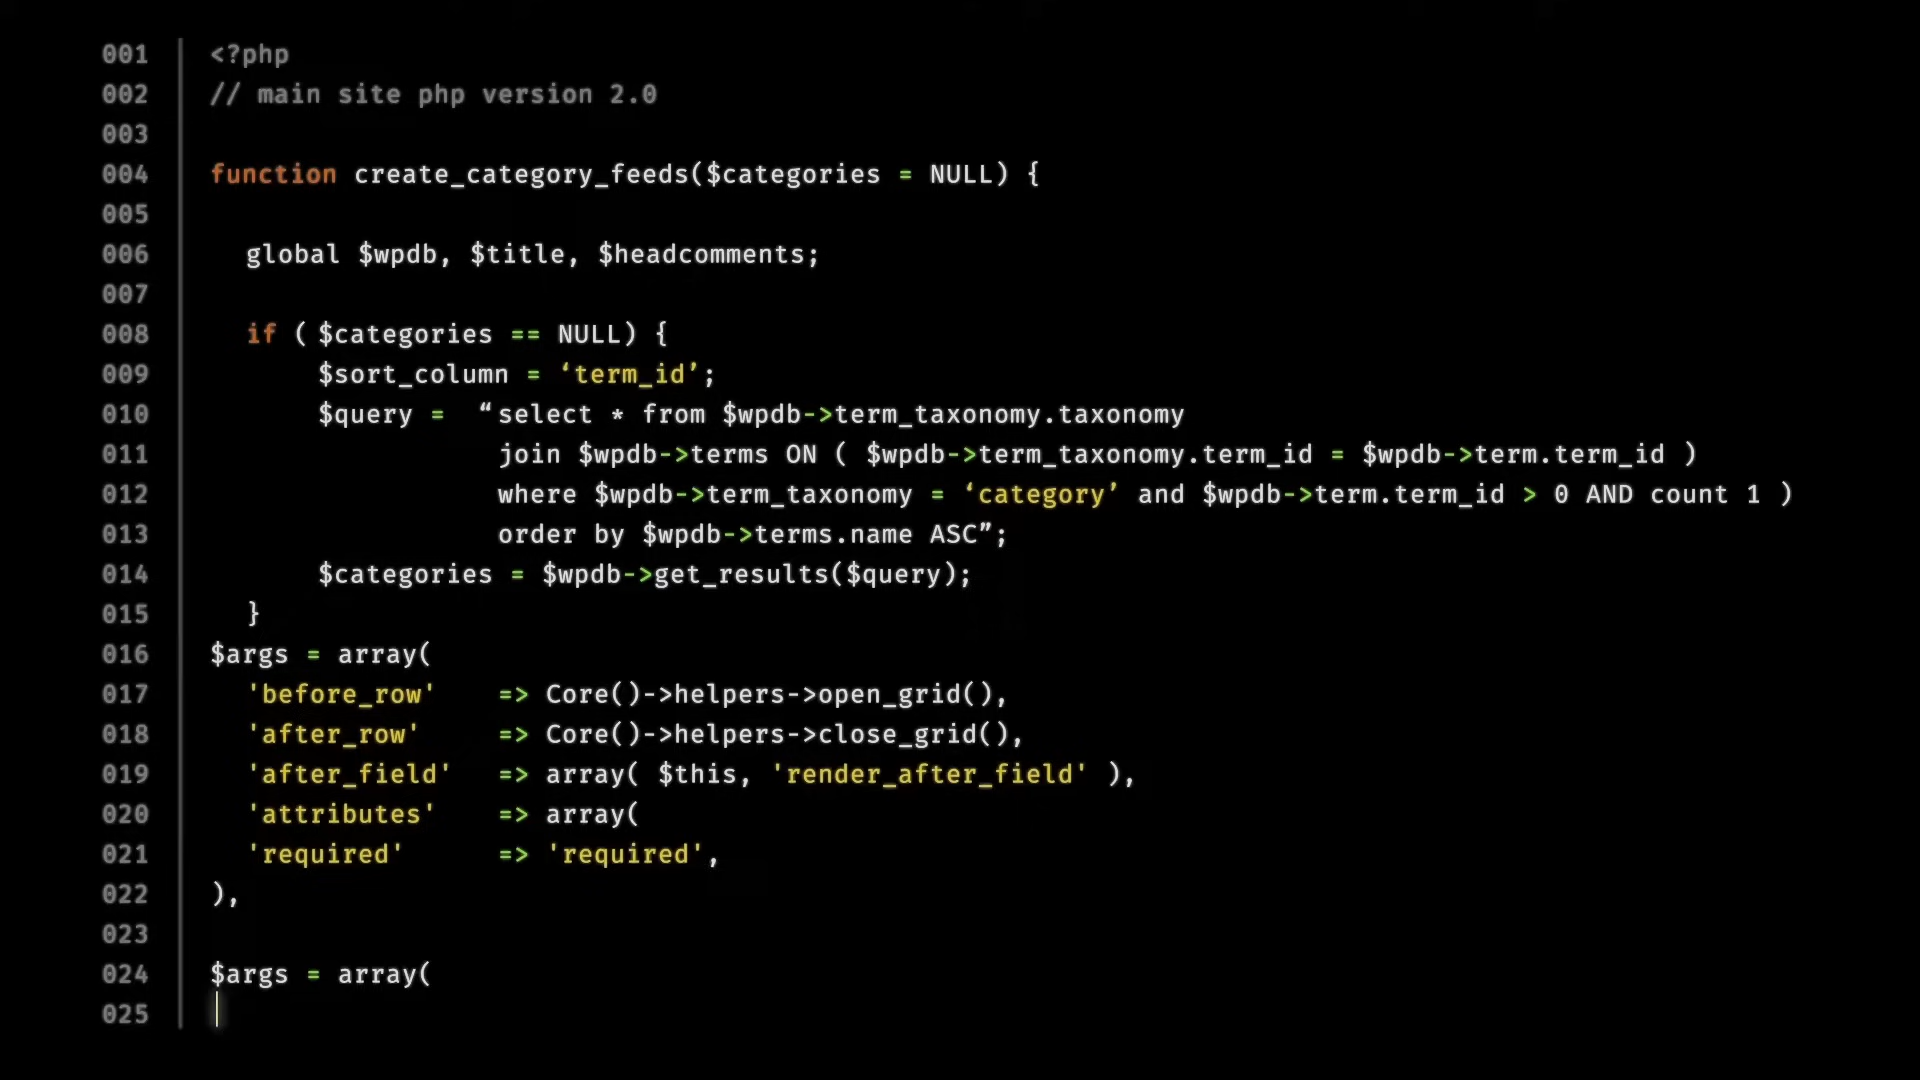 001 <?php
002 // main site php version 2.0
003
004 function create_category_feeds($categories = NULL) {
005
006 global $wpdb, $title, $headcomments;
007
008 if ( $categories == NULL) {
009 $sort_column = ‘term_id’;
010 $query = “select * from $wpdb->term_taxonomy.taxonomy
011 join $wpdb->terms ON ( $wpdb->term_taxonomy.term_id = $wpdb->term.term_id )
012 where $wpdb->term_taxonomy = ‘category’ and $wpdb->term.term_id > 0 AND count 1 )
013 order by $wpdb->terms.name ASC”;
014 $categories = $wpdb->get_results($query);
015 }
016 $args = array(
017 'before_row' => Core()->helpers->open_grid(),
018 'after_row' => Core()->helpers->close_grid(),
019 'after_field' => array( $this, 'render_after_field' ),
020 'attributes' => array(
021 'required' => 'required',
022 ),
023
024 $args = array(
025